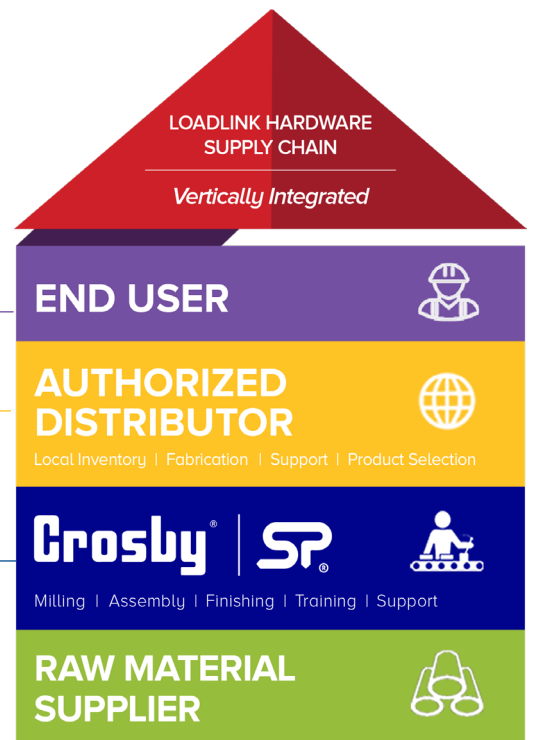 LOADLINK HARDWARE
SUPPLY CHAIN
Vertically Integrated
END USER
AUTHORIZED
DISTRIBUTOR
Local Inventory | Fabrication | Support | Product Selection
Crosby® | SP®
Milling | Assembly | Finishing | Training | Support
RAW MATERIAL
SUPPLIER